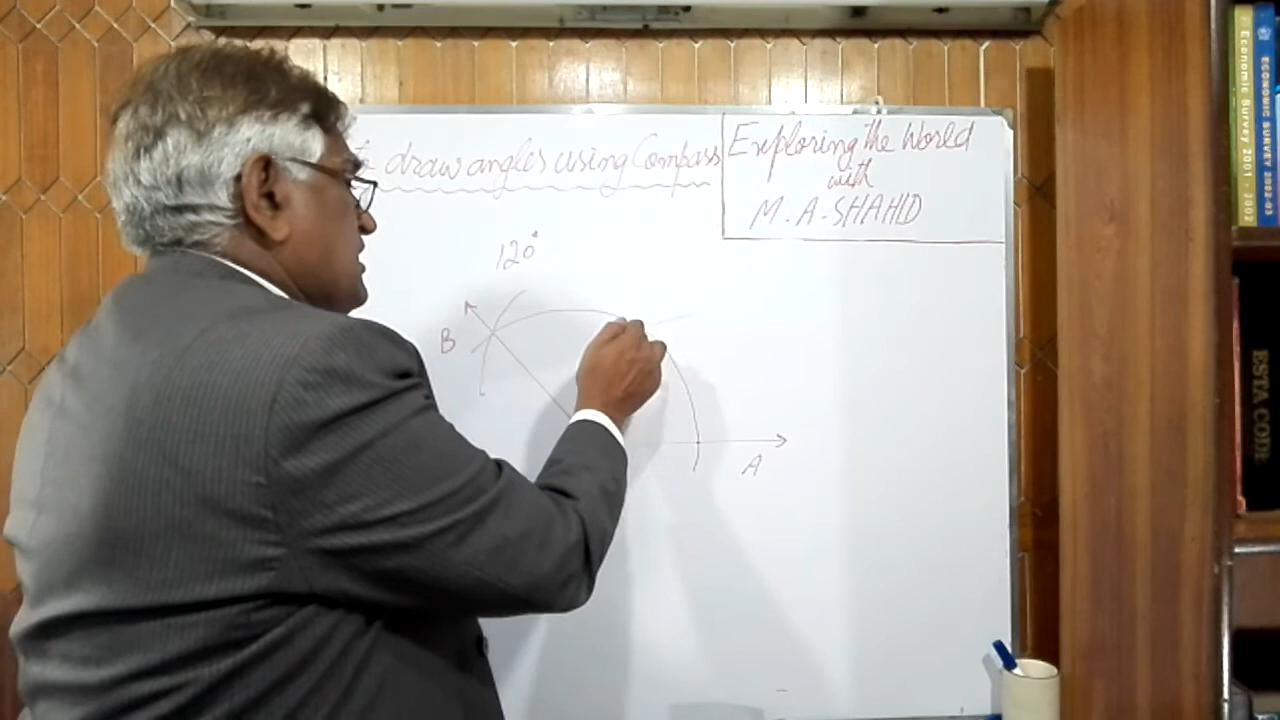 draw angles using Compass
Exploring the World
with
M. A-SHAHID
120°
B
A
Economic Survey 2001 - 2002
ECONOMIC SURVEY 2002-03
ESTA CODE